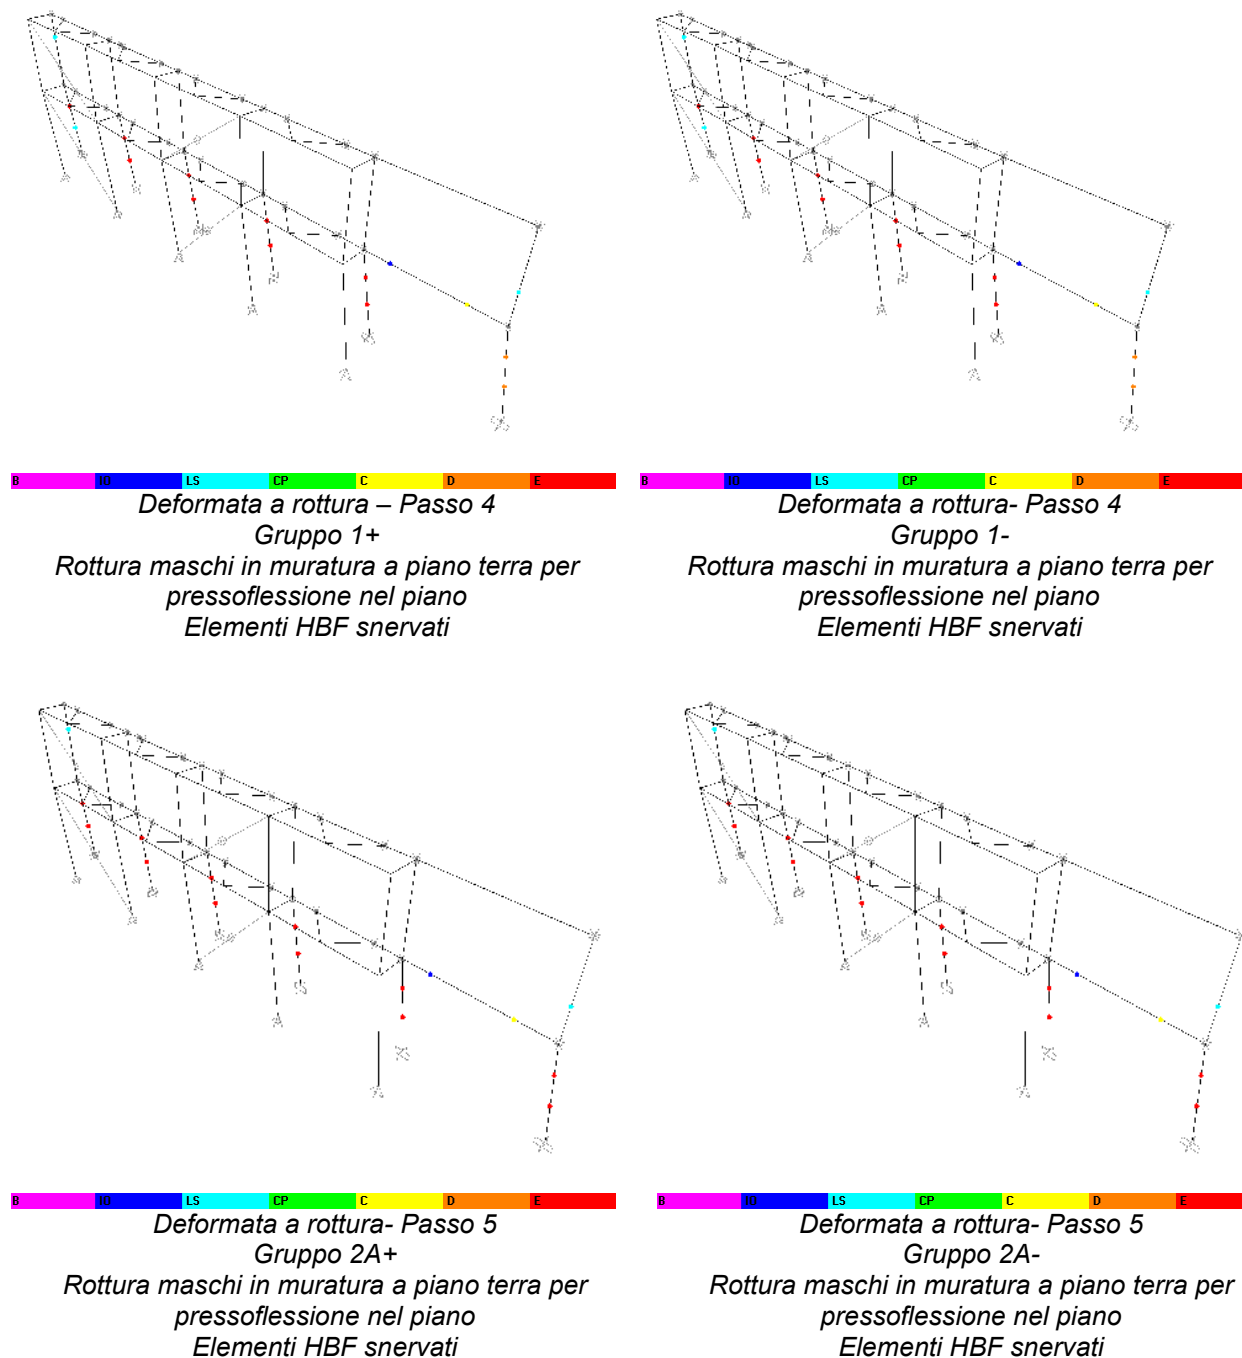 B IO LS CP C D E
Deformata a rottura – Passo 4
Gruppo 1+
Rottura maschi in muratura a piano terra per
pressoflessione nel piano
Elementi HBF snervati
B IO LS CP C D E
Deformata a rottura- Passo 4
Gruppo 1-
Rottura maschi in muratura a piano terra per
pressoflessione nel piano
Elementi HBF snervati
B IO LS CP C D E
Deformata a rottura- Passo 5
Gruppo 2A+
Rottura maschi in muratura a piano terra per
pressoflessione nel piano
Elementi HBF snervati
B IO LS CP C D E
Deformata a rottura- Passo 5
Gruppo 2A-
Rottura maschi in muratura a piano terra per
pressoflessione nel piano
Elementi HBF snervati